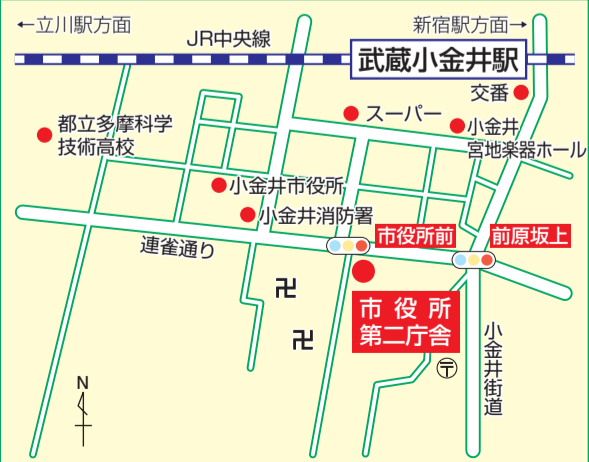 ←立川駅方面
新宿駅方面→
JR中央線
武蔵小金井駅
交番
スーパー
都立多摩科学
技術高校
小金井
宮地楽器ホール
小金井市役所
小金井消防署
市役所前
前原坂上
連雀通り
市役所
第二庁舎
小金井街道
卍
卍
〒
N